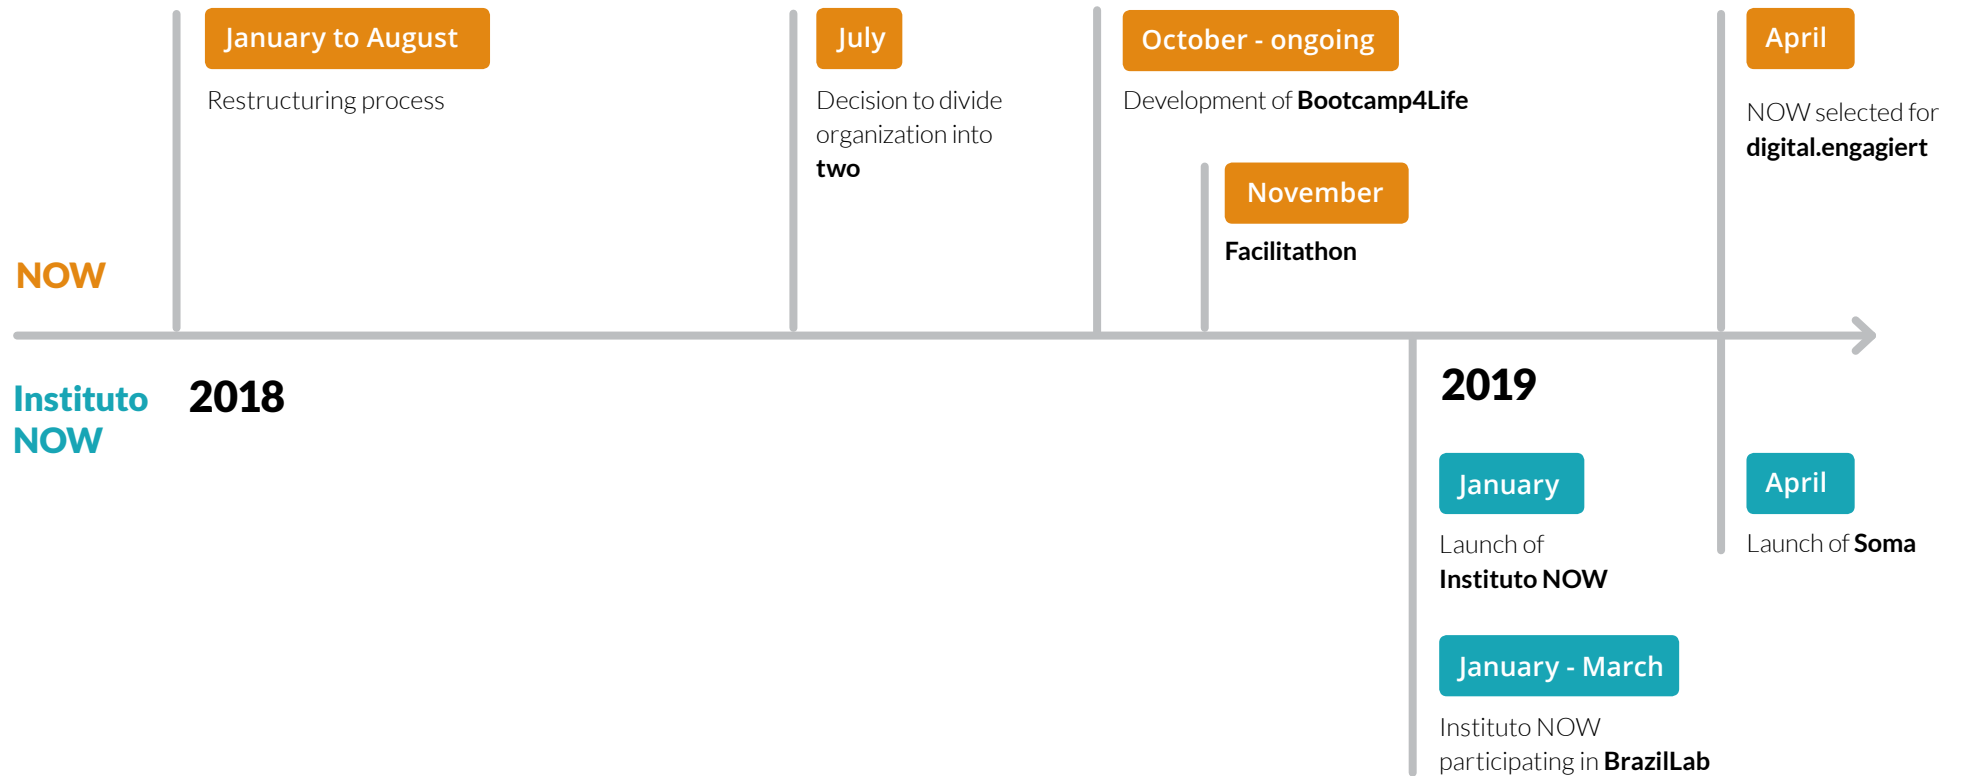 January to August
Restructuring process
July
Decision to divide
organization into
two
October - ongoing
Development of Bootcamp4Life
November
Facilitathon
April
NOW selected for
digital.engagiert
NOW
Instituto
NOW
2018
2019
January
Launch of
Instituto NOW
January - March
Instituto NOW
participating in BrazilLab
April
Launch of Soma